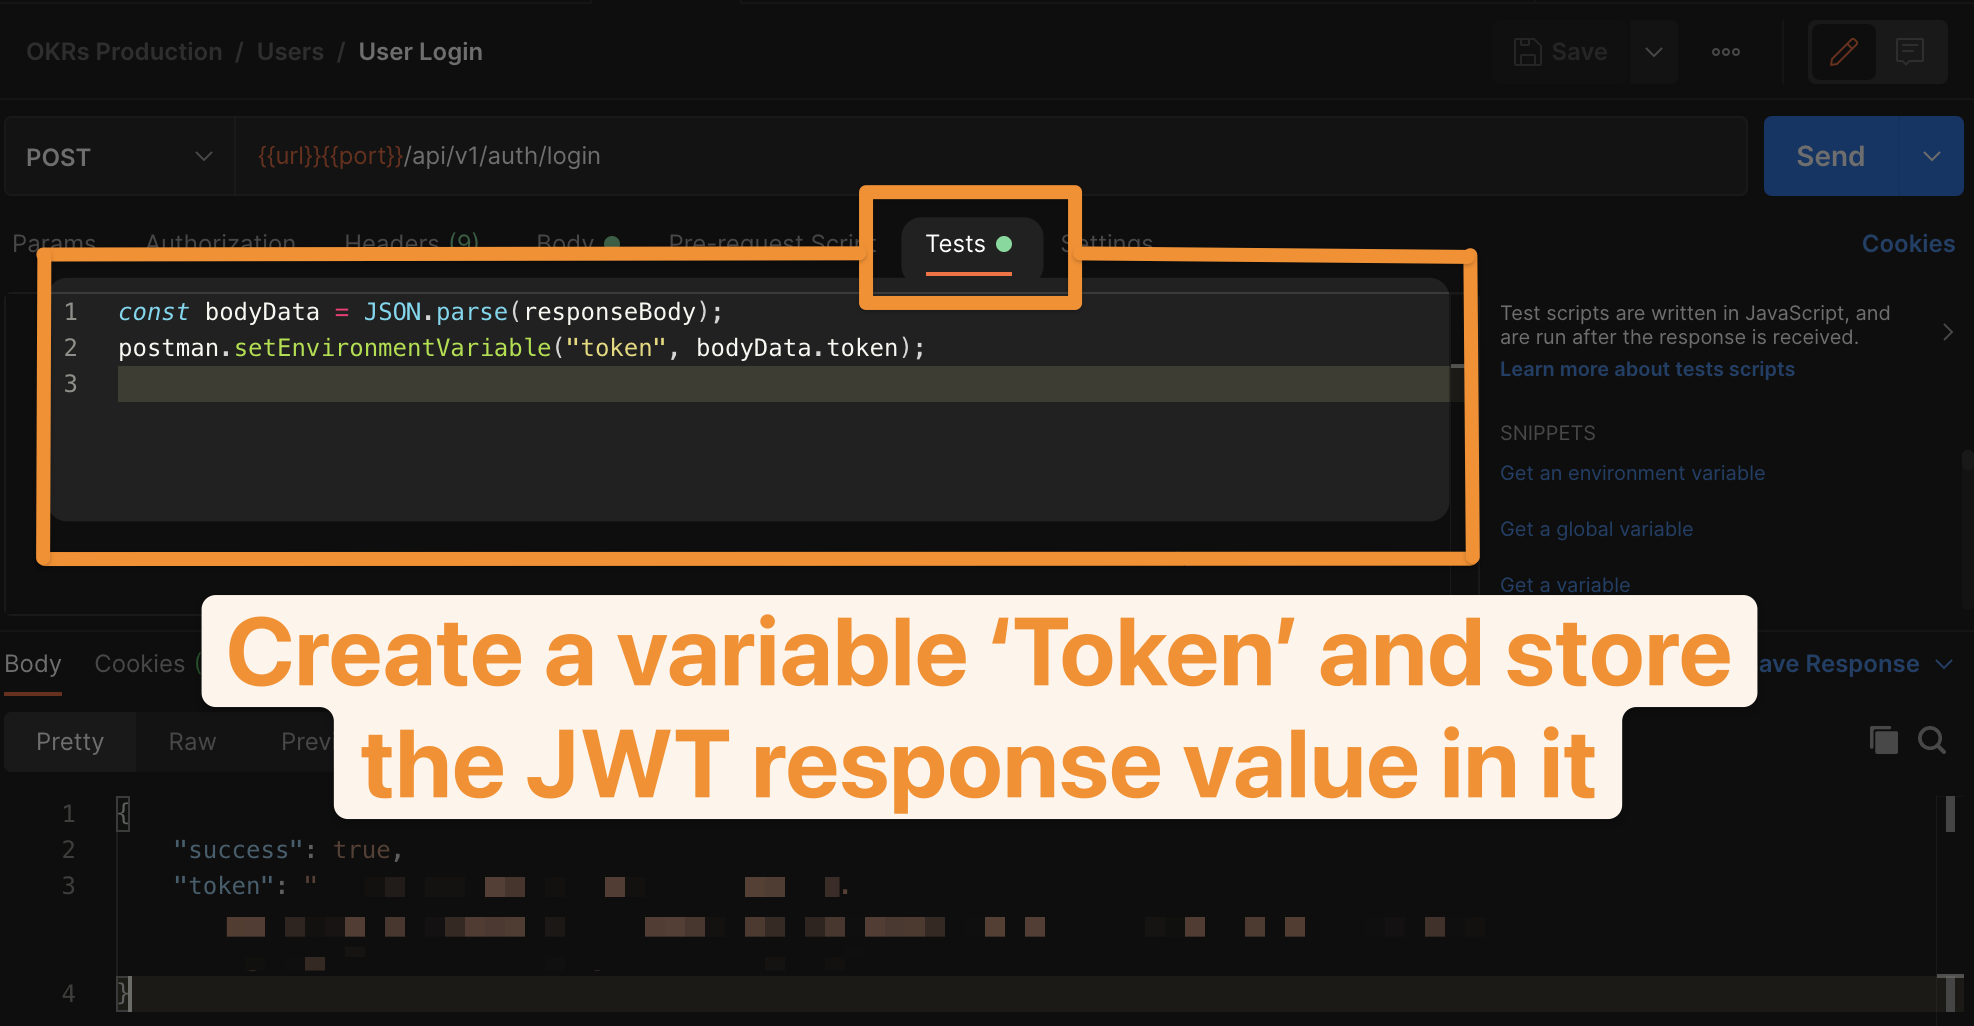 OKRs Production / Users / User Login
Save
POST
{{url}}{{port}}/api/v1/auth/login
Send
Params Authorization Headers (9) Body Pre-request Script Tests Settings
Cookies
1 const bodyData = JSON.parse(responseBody);
2 postman.setEnvironmentVariable("token", bodyData.token);
3
Test scripts are written in JavaScript, and
are run after the response is received.
Learn more about tests scripts
SNIPPETS
Get an environment variable
Get a global variable
Get a variable
Create a variable ‘Token’ and store
the JWT response value in it
Body Cookies
ave Response
Pretty Raw Prev
1 {
2 "success": true,
3 "token": "
4 }